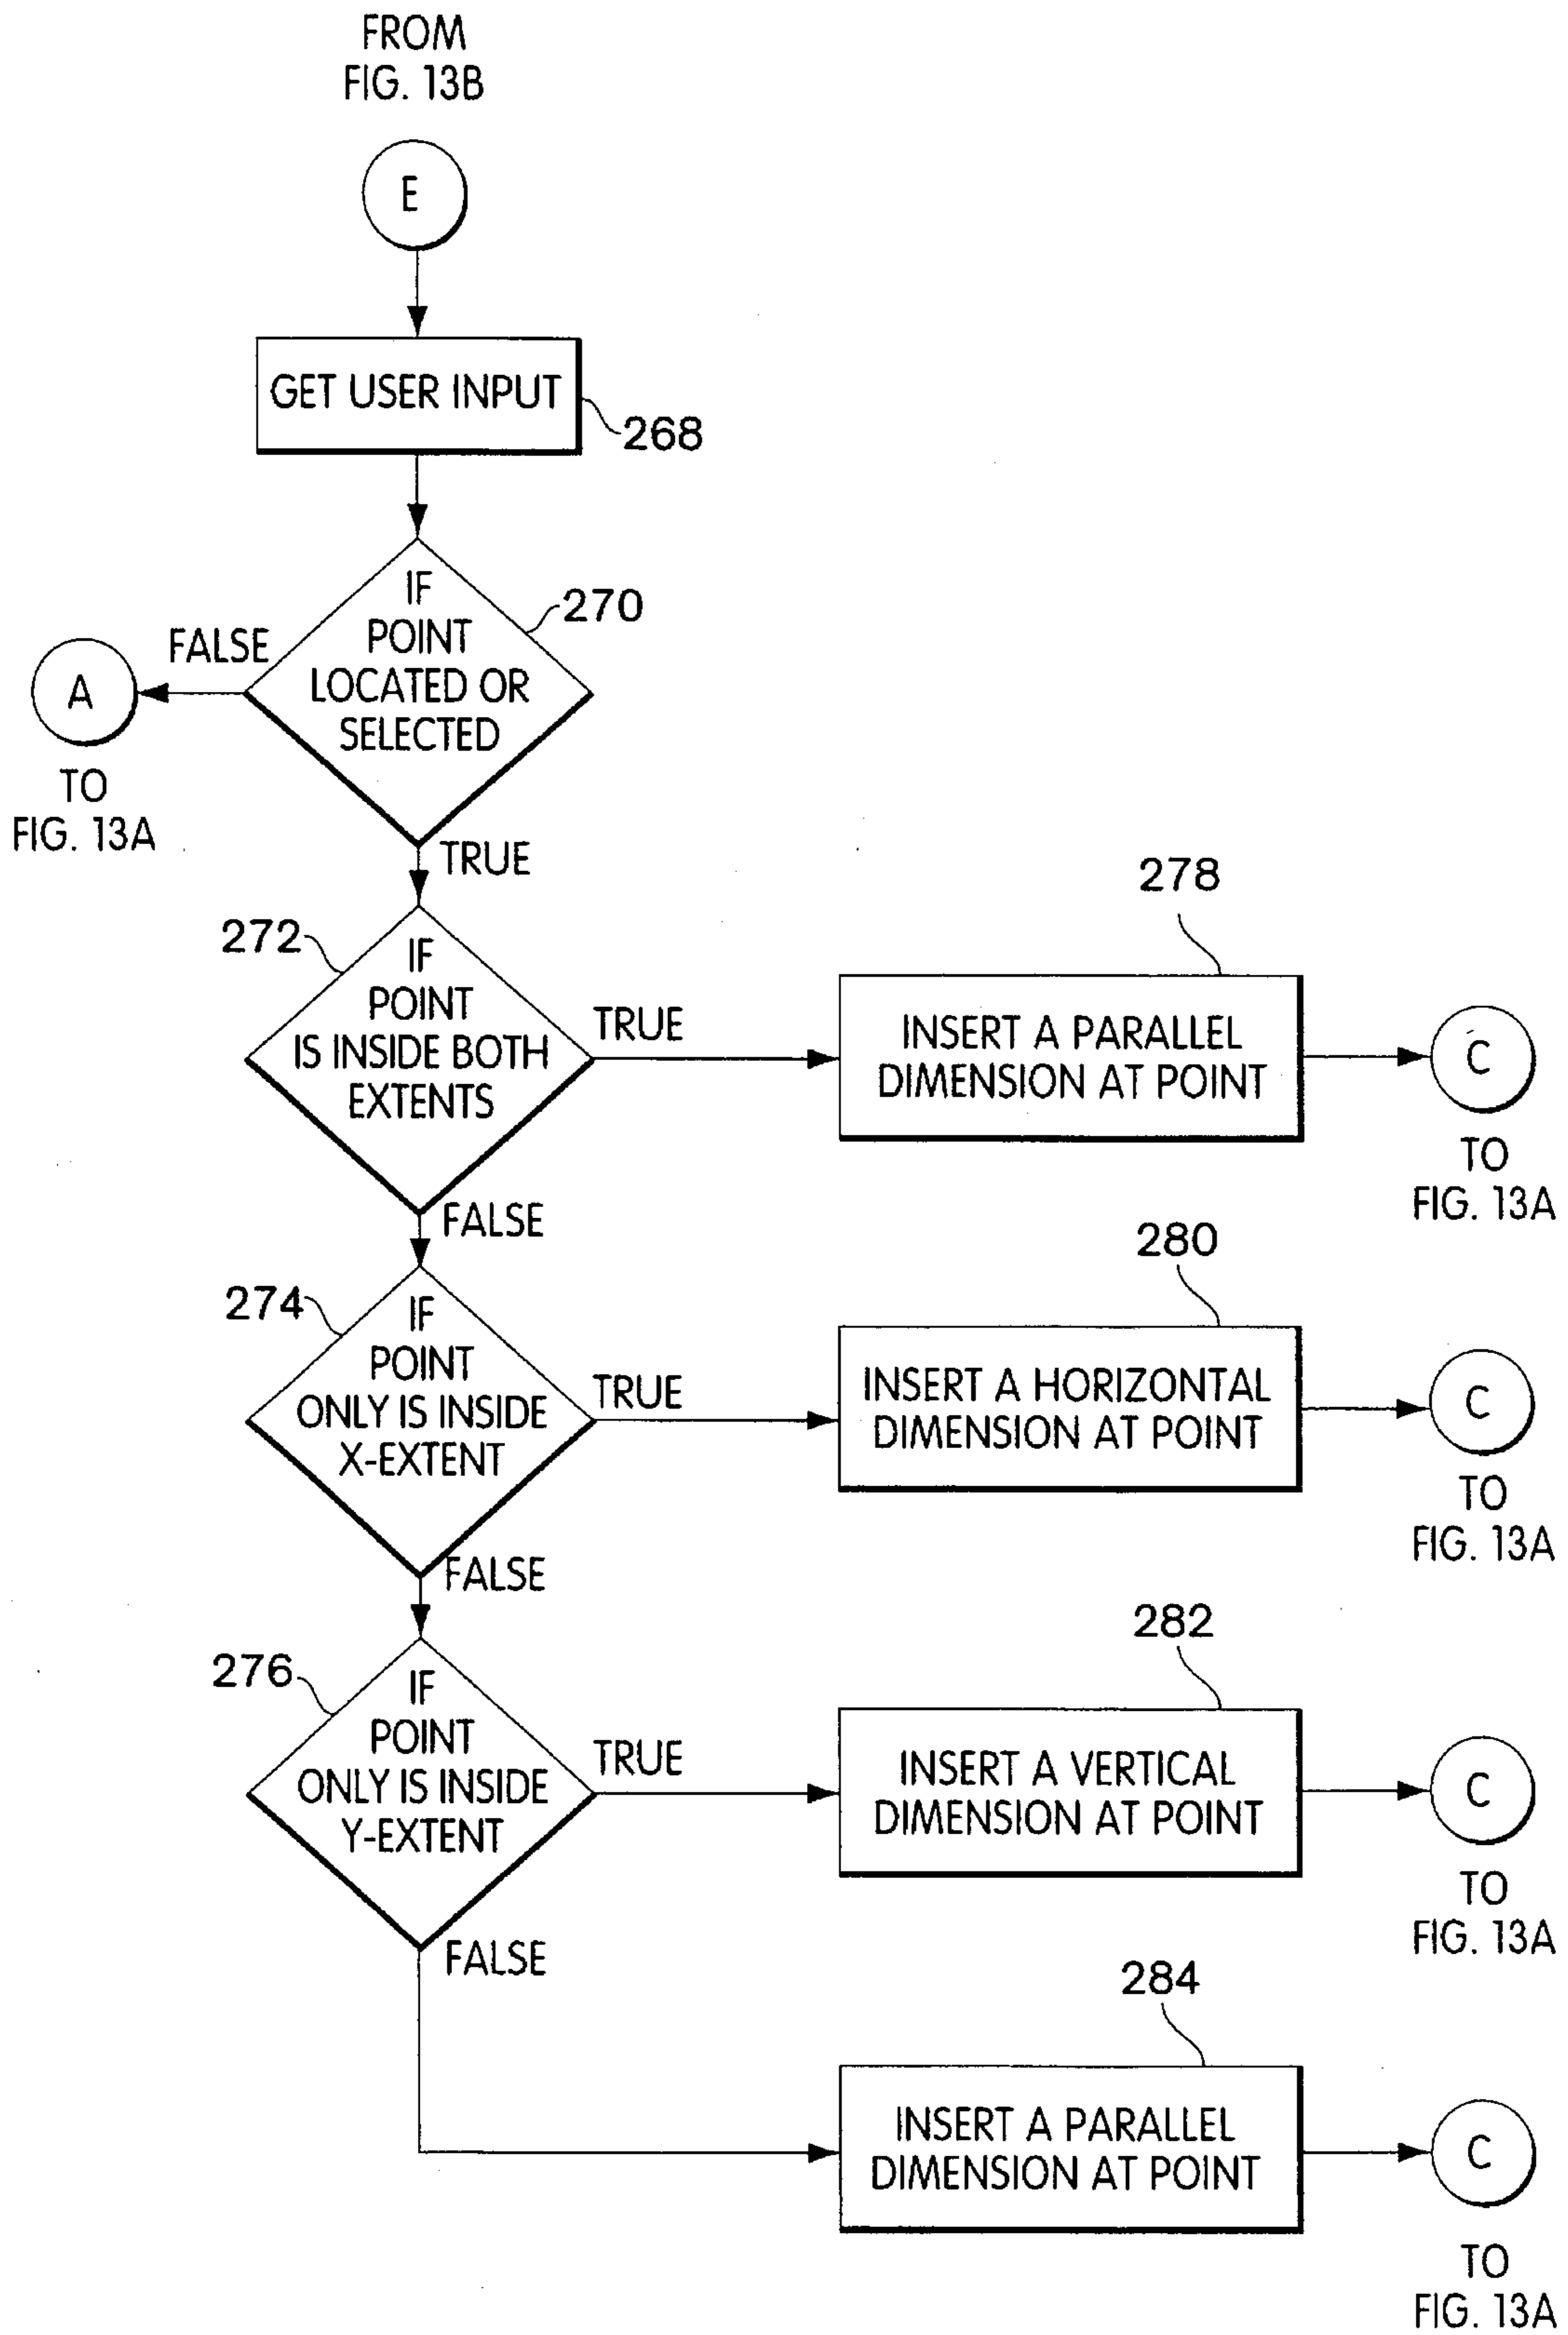 FROM
FIG. 13B
E
GET USER INPUT
268
IF
POINT
LOCATED OR
SELECTED
270
FALSE
A
TO
FIG. 13A
TRUE
272
IF
POINT
IS INSIDE BOTH
EXTENTS
TRUE
278
INSERT A PARALLEL
DIMENSION AT POINT
C
TO
FIG. 13A
FALSE
274
IF
POINT
ONLY IS INSIDE
X-EXTENT
TRUE
280
INSERT A HORIZONTAL
DIMENSION AT POINT
C
TO
FIG. 13A
FALSE
276
IF
POINT
ONLY IS INSIDE
Y-EXTENT
TRUE
282
INSERT A VERTICAL
DIMENSION AT POINT
C
TO
FIG. 13A
FALSE
284
INSERT A PARALLEL
DIMENSION AT POINT
C
TO
FIG. 13A